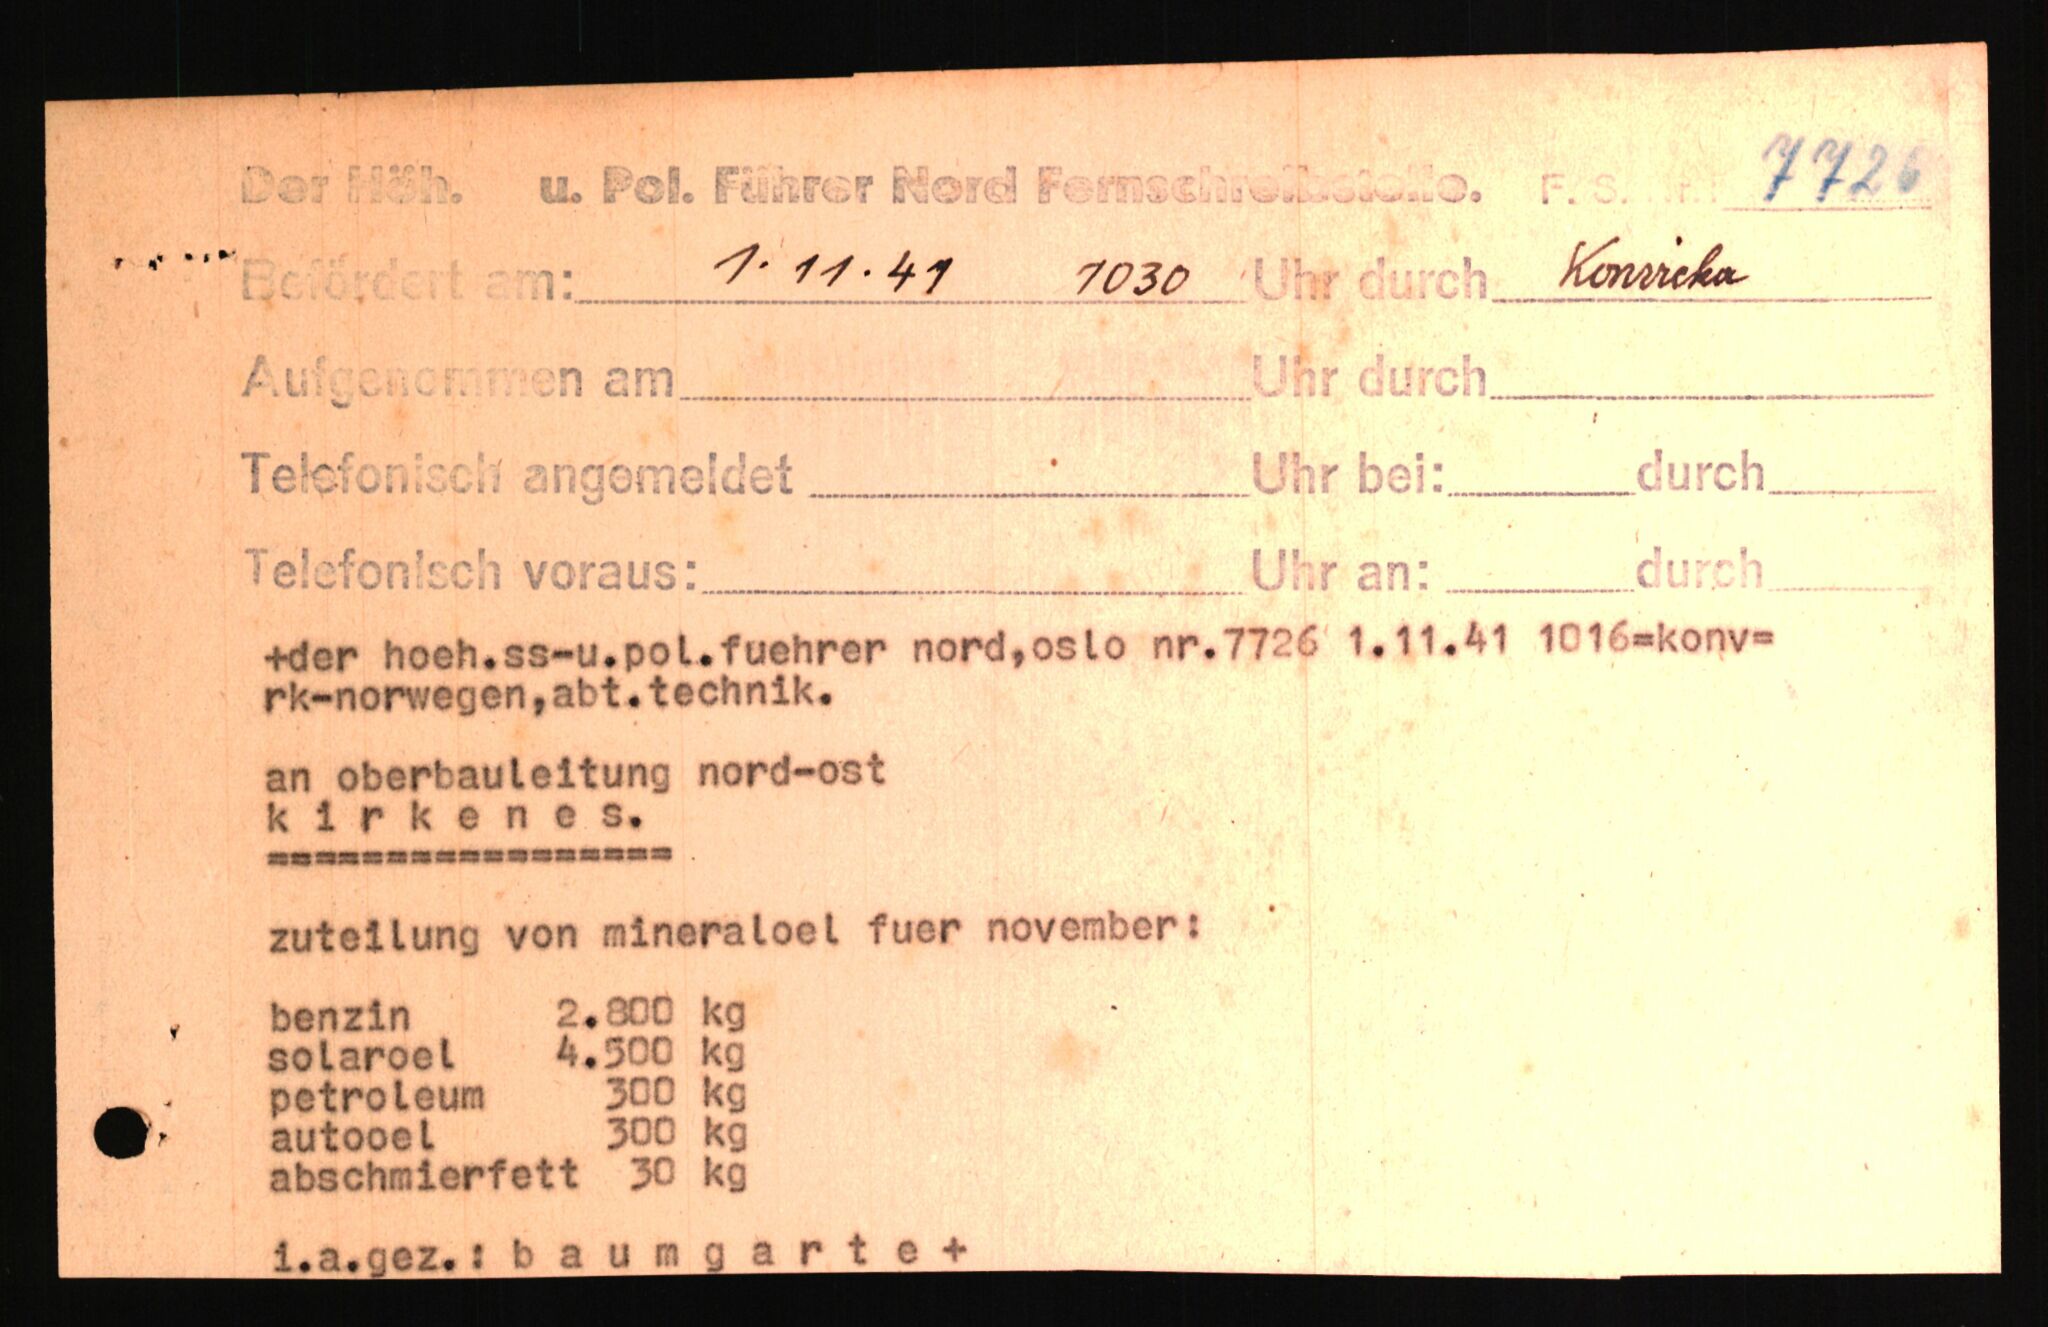 Der Höh. u. Pol. Führer Nord Fernschreibstelle. F. S. Nr. 7726
Befördert am: 1. 11. 41 1030 Uhr durch
Aufgenommen am Uhr durch
Telefonisch angemeldet Uhr bei: durch
Telefonisch voraus: Uhr an: durch
+der hoeh.ss-u.pol.fuehrer nord,oslo nr.7726 1.11.41 1016=konv=
rk-norwegen,abt.technik.
an oberbauleitung nord-ost
k i r k e n e s.
=================
zuteilung von mineraloel fuer november:
benzin 2.800 kg
solaroel 4.500 kg
petroleum 300 kg
autooel 300 kg
abschmierfett 30 kg
i.a.gez.: b a u m g a r t e +